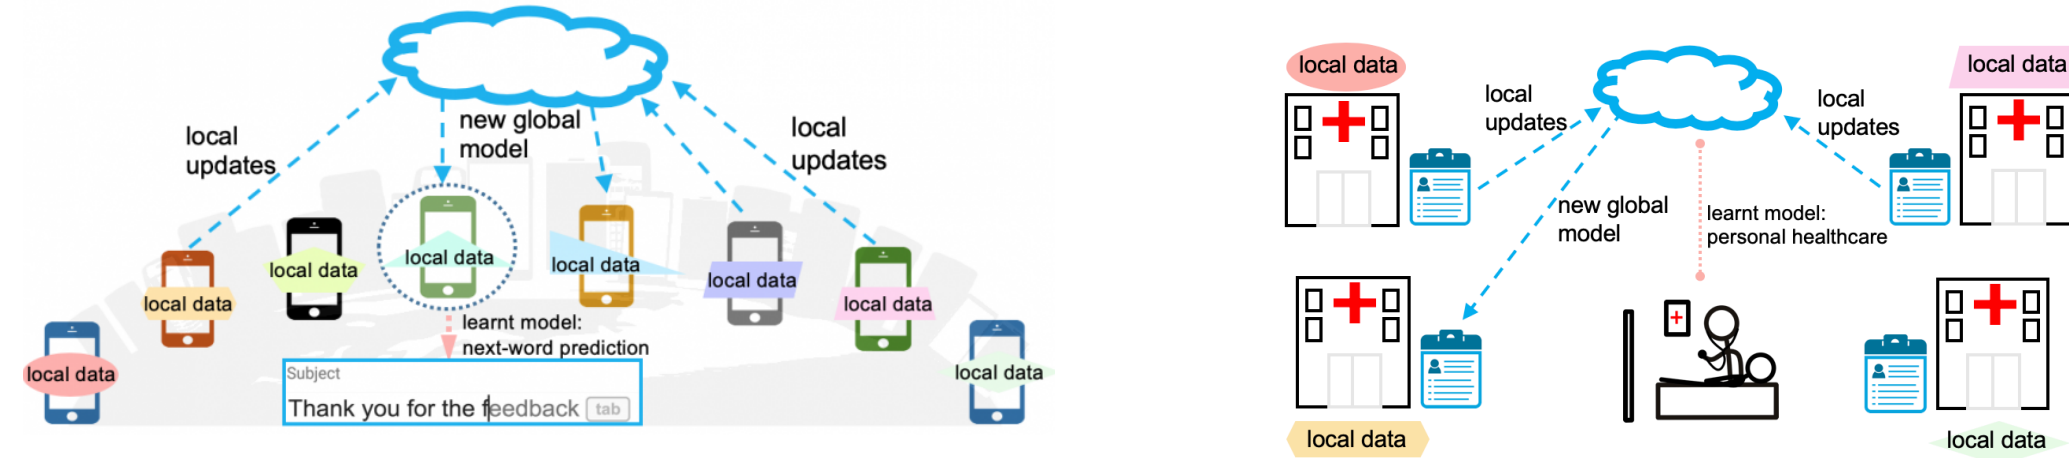 local
updates
new global
model
local
updates
local data
local data
local data
local data
local data
local data
local data
local data
learnt model:
next-word prediction
Subject
Thank you for the feedback tab
local data
local data
local
updates
local
updates
new global
model
learnt model:
personal healthcare
local data
local data